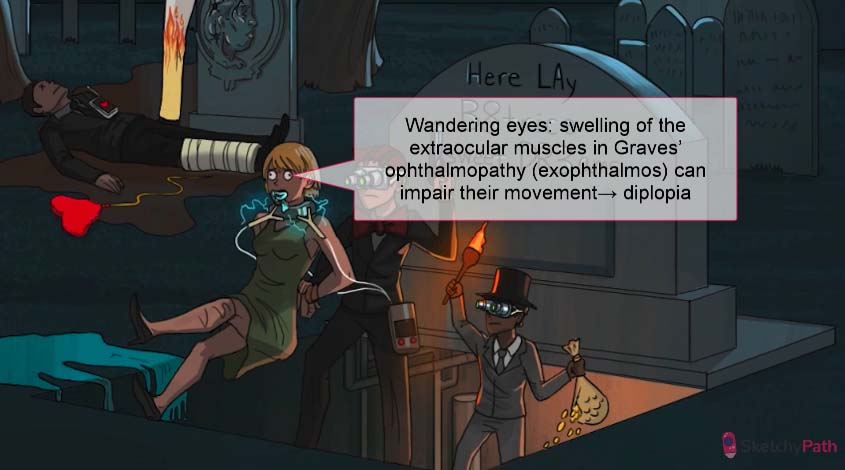 Here LAy
Wandering eyes: swelling of the
extraocular muscles in Graves'
ophthalmopathy (exophthalmos) can
impair their movement→ diplopia
SketchyPath